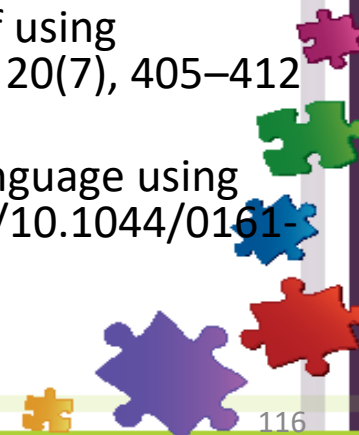 f using
20(7), 405–412
nguage using
/10.1044/0161-
116